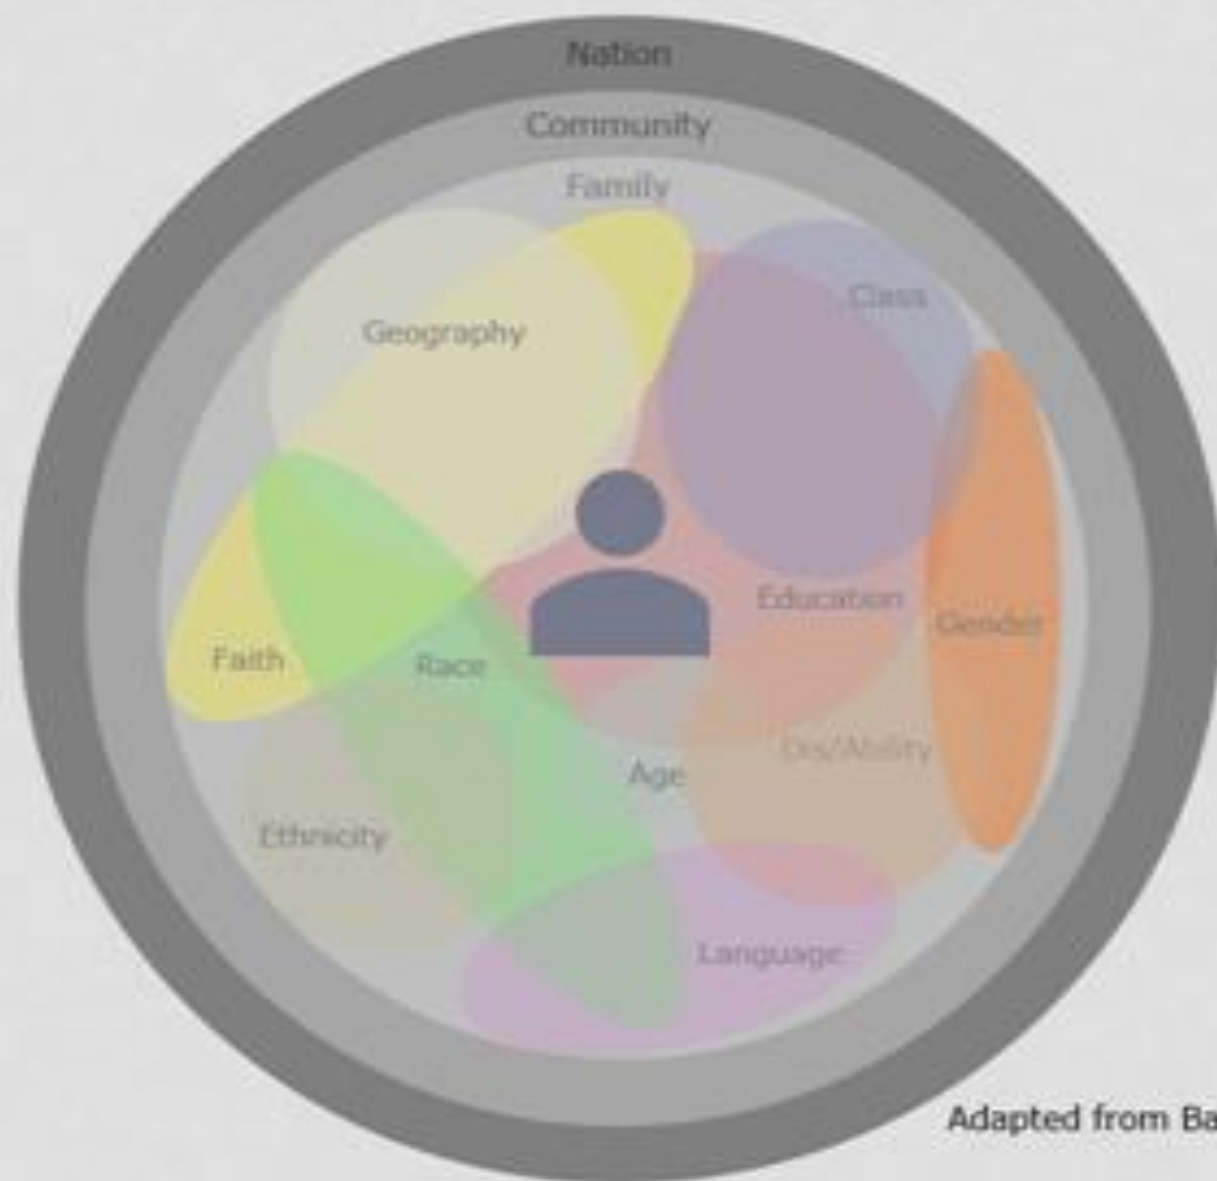 Nation
Community
Family
Class
Geography
Education
Gender
Faith
Race
Dis/Ability
Age
Ethnicity
Language
Adapted from Ba